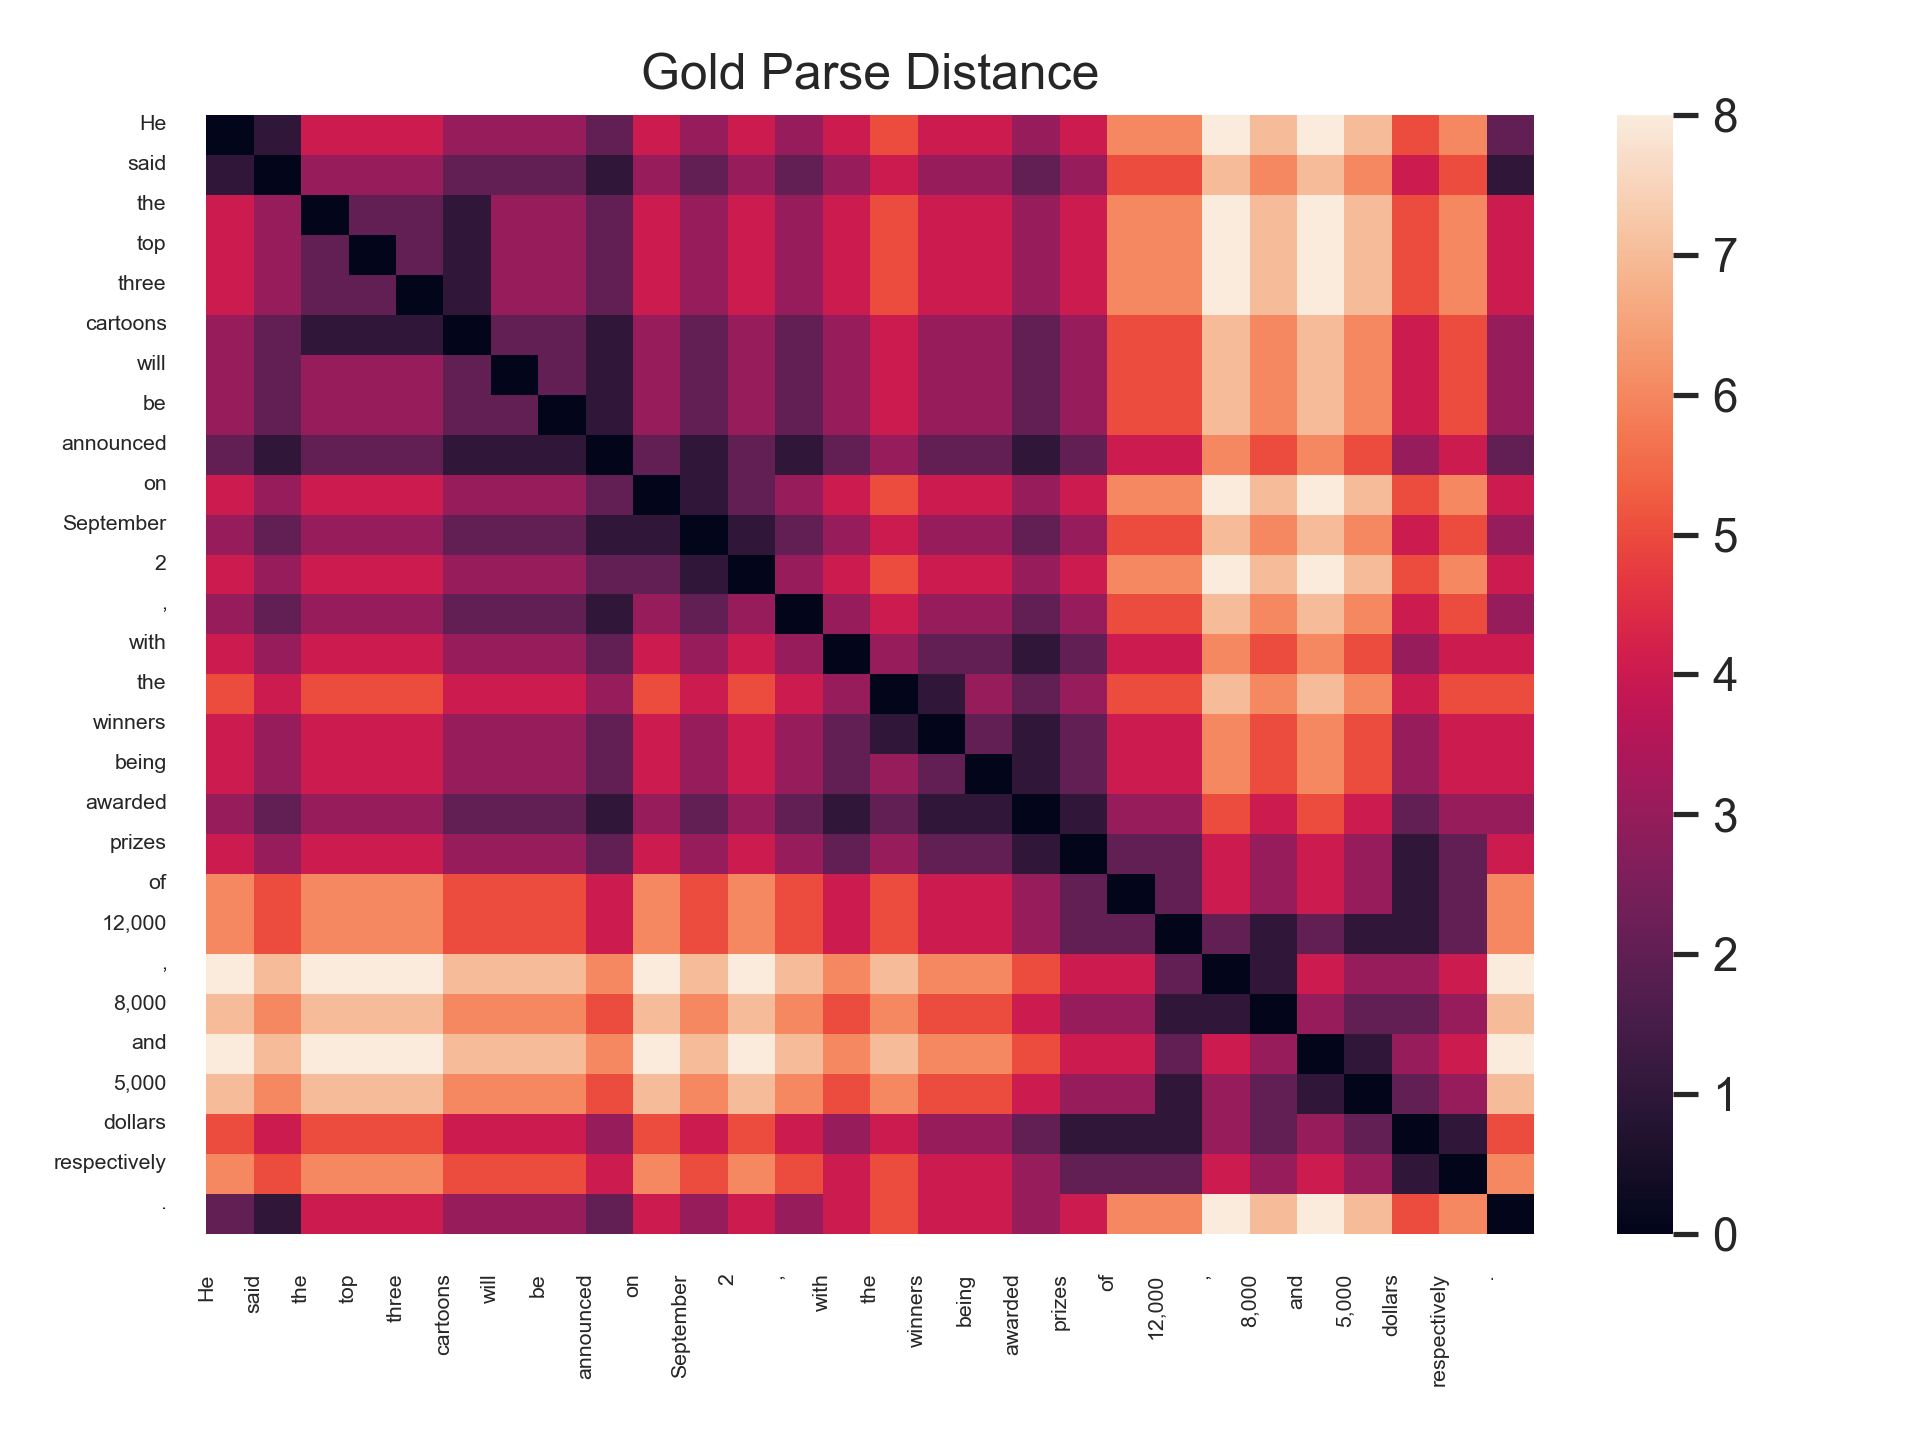 Gold Parse Distance
He
said
the
top
three
cartoons
will
be
announced
on
September
2
,
with
the
winners
being
awarded
prizes
of
12,000
,
8,000
and
5,000
dollars
respectively
.
He
said
the
top
three
cartoons
will
be
announced
on
September
2
,
with
the
winners
being
awarded
prizes
of
12,000
,
8,000
and
5,000
dollars
respectively
.
8
7
6
5
4
3
2
1
0